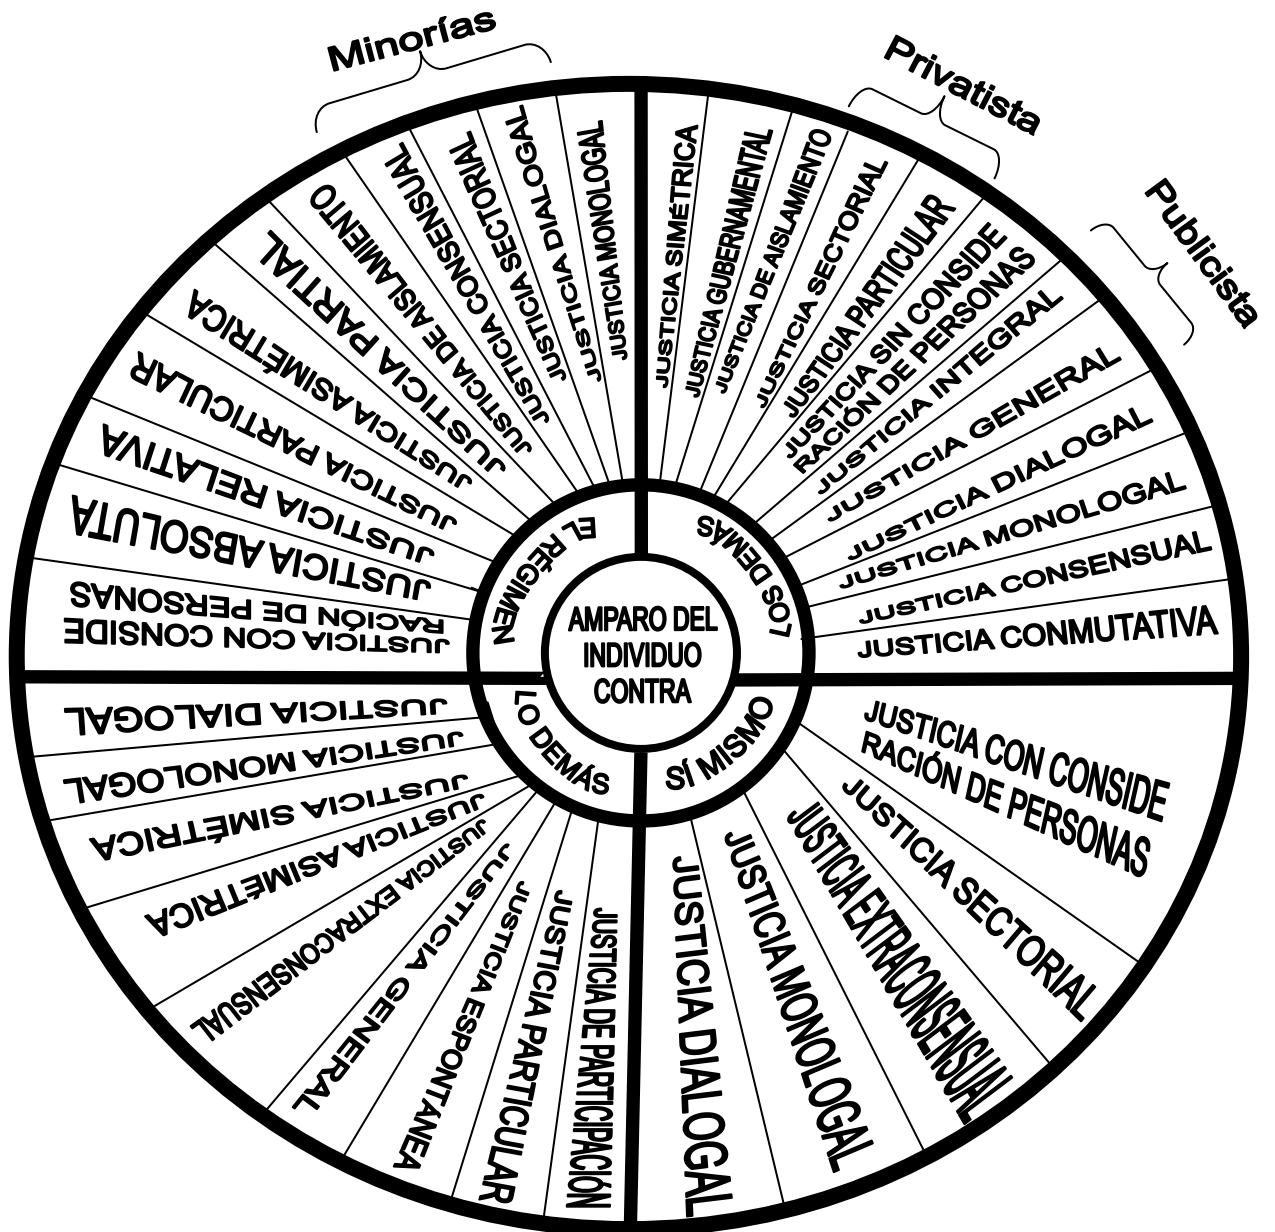 Minorías
Privatista
Publicista
AMPARO DEL
INDIVIDUO
CONTRA
LOS DEMÁS
JUSTICIA SIMÉTRICA
JUSTICIA GUBERNAMENTAL
JUSTICIA DE AISLAMIENTO
JUSTICIA SECTORIAL
JUSTICIA PARTICULAR
JUSTICIA SIN CONSIDE
RACIÓN DE PERSONAS
JUSTICIA INTEGRAL
JUSTICIA GENERAL
JUSTICIA DIALOGAL
JUSTICIA MONOLOGAL
JUSTICIA CONSENSUAL
JUSTICIA CONMUTATIVA
SÍ MISMO
JUSTICIA CON CONSIDE
RACIÓN DE PERSONAS
JUSTICIA SECTORIAL
JUSTICIA EXTRACONSENSUAL
JUSTICIA MONOLOGAL
JUSTICIA DIALOGAL
LO DEMÁS
JUSTICIA DE PARTICIPACIÓN
JUSTICIA PARTICULAR
JUSTICIA ESPONTANEA
JUSTICIA GENERAL
JUSTICIA EXTRACONSENSUAL
JUSTICIA ASIMÉTRICA
JUSTICIA SIMÉTRICA
JUSTICIA MONOLOGAL
JUSTICIA DIALOGAL
EL RÉGIMEN
JUSTICIA CON CONSIDE
RACIÓN DE PERSONAS
JUSTICIA ABSOLUTA
JUSTICIA RELATIVA
JUSTICIA PARTICULAR
JUSTICIA ASIMÉTRICA
JUSTICIA PARTIAL
JUSTICIA DE AISLAMIENTO
JUSTICIA CONSENSUAL
JUSTICIA SECTORIAL
JUSTICIA DIALOGAL
JUSTICIA MONOLOGAL